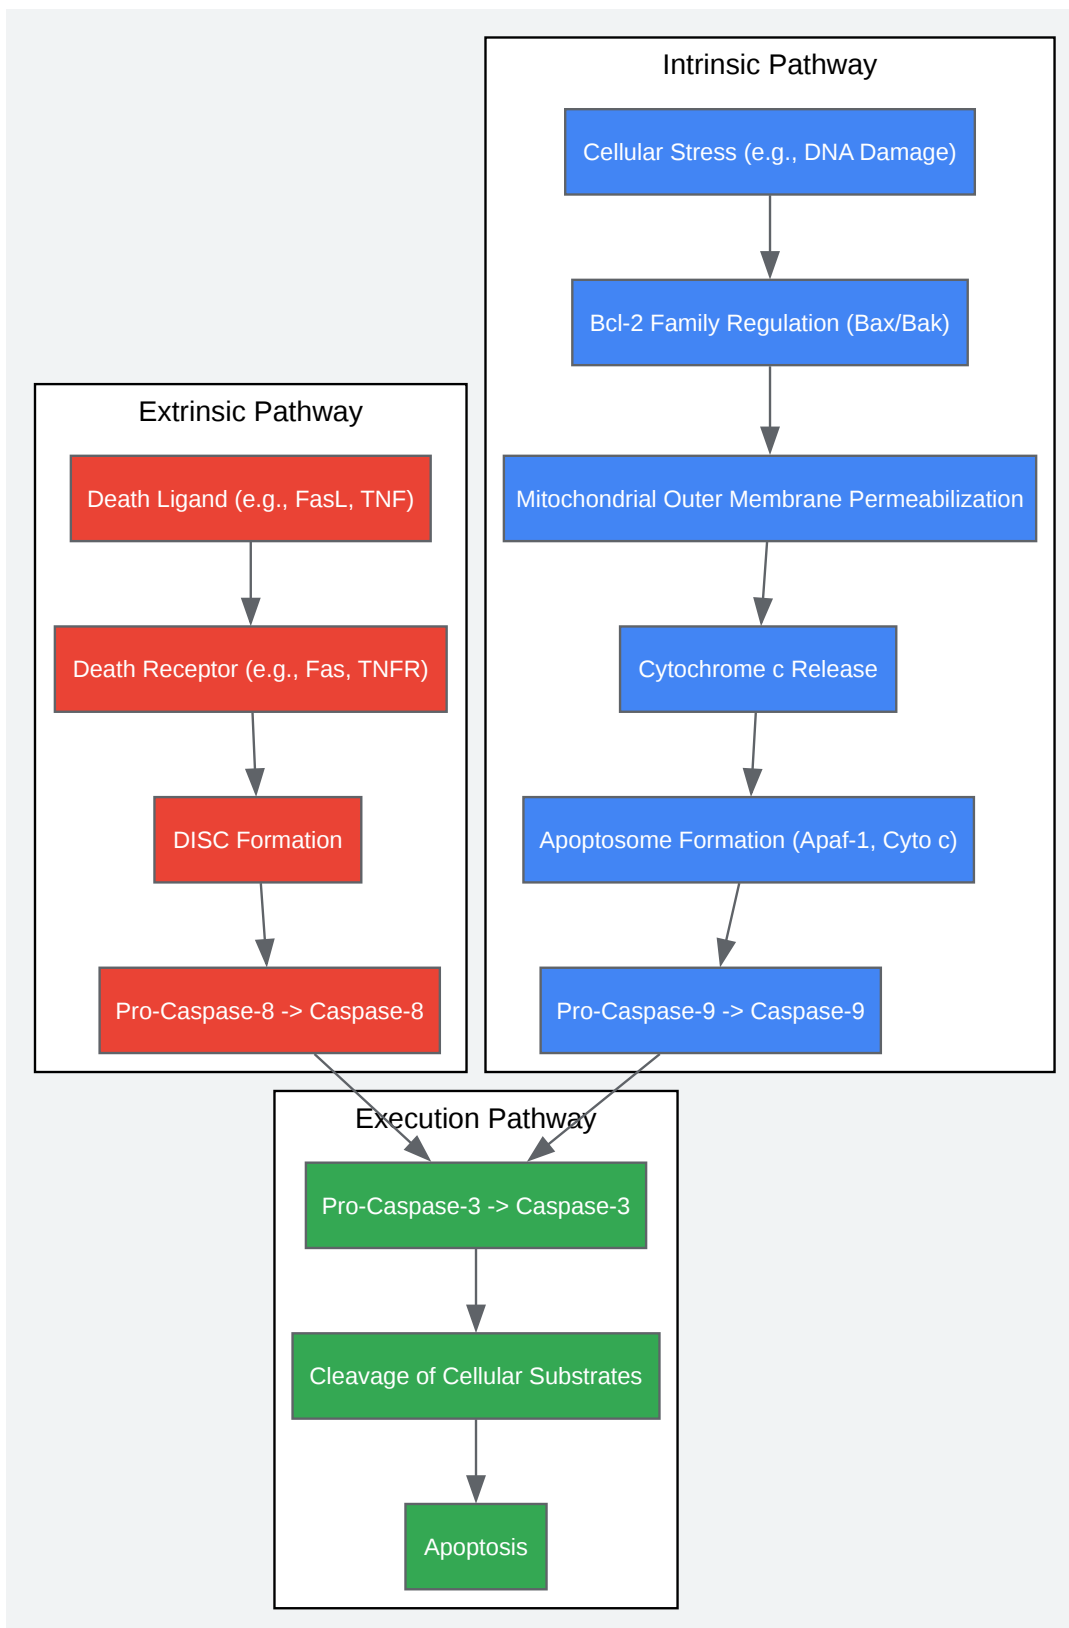 Intrinsic Pathway
Cellular Stress (e.g., DNA Damage)
Bcl-2 Family Regulation (Bax/Bak)
Mitochondrial Outer Membrane Permeabilization
Cytochrome c Release
Apoptosome Formation (Apaf-1, Cyto c)
Pro-Caspase-9 -> Caspase-9
Extrinsic Pathway
Death Ligand (e.g., FasL, TNF)
Death Receptor (e.g., Fas, TNFR)
DISC Formation
Pro-Caspase-8 -> Caspase-8
Execution Pathway
Pro-Caspase-3 -> Caspase-3
Cleavage of Cellular Substrates
Apoptosis